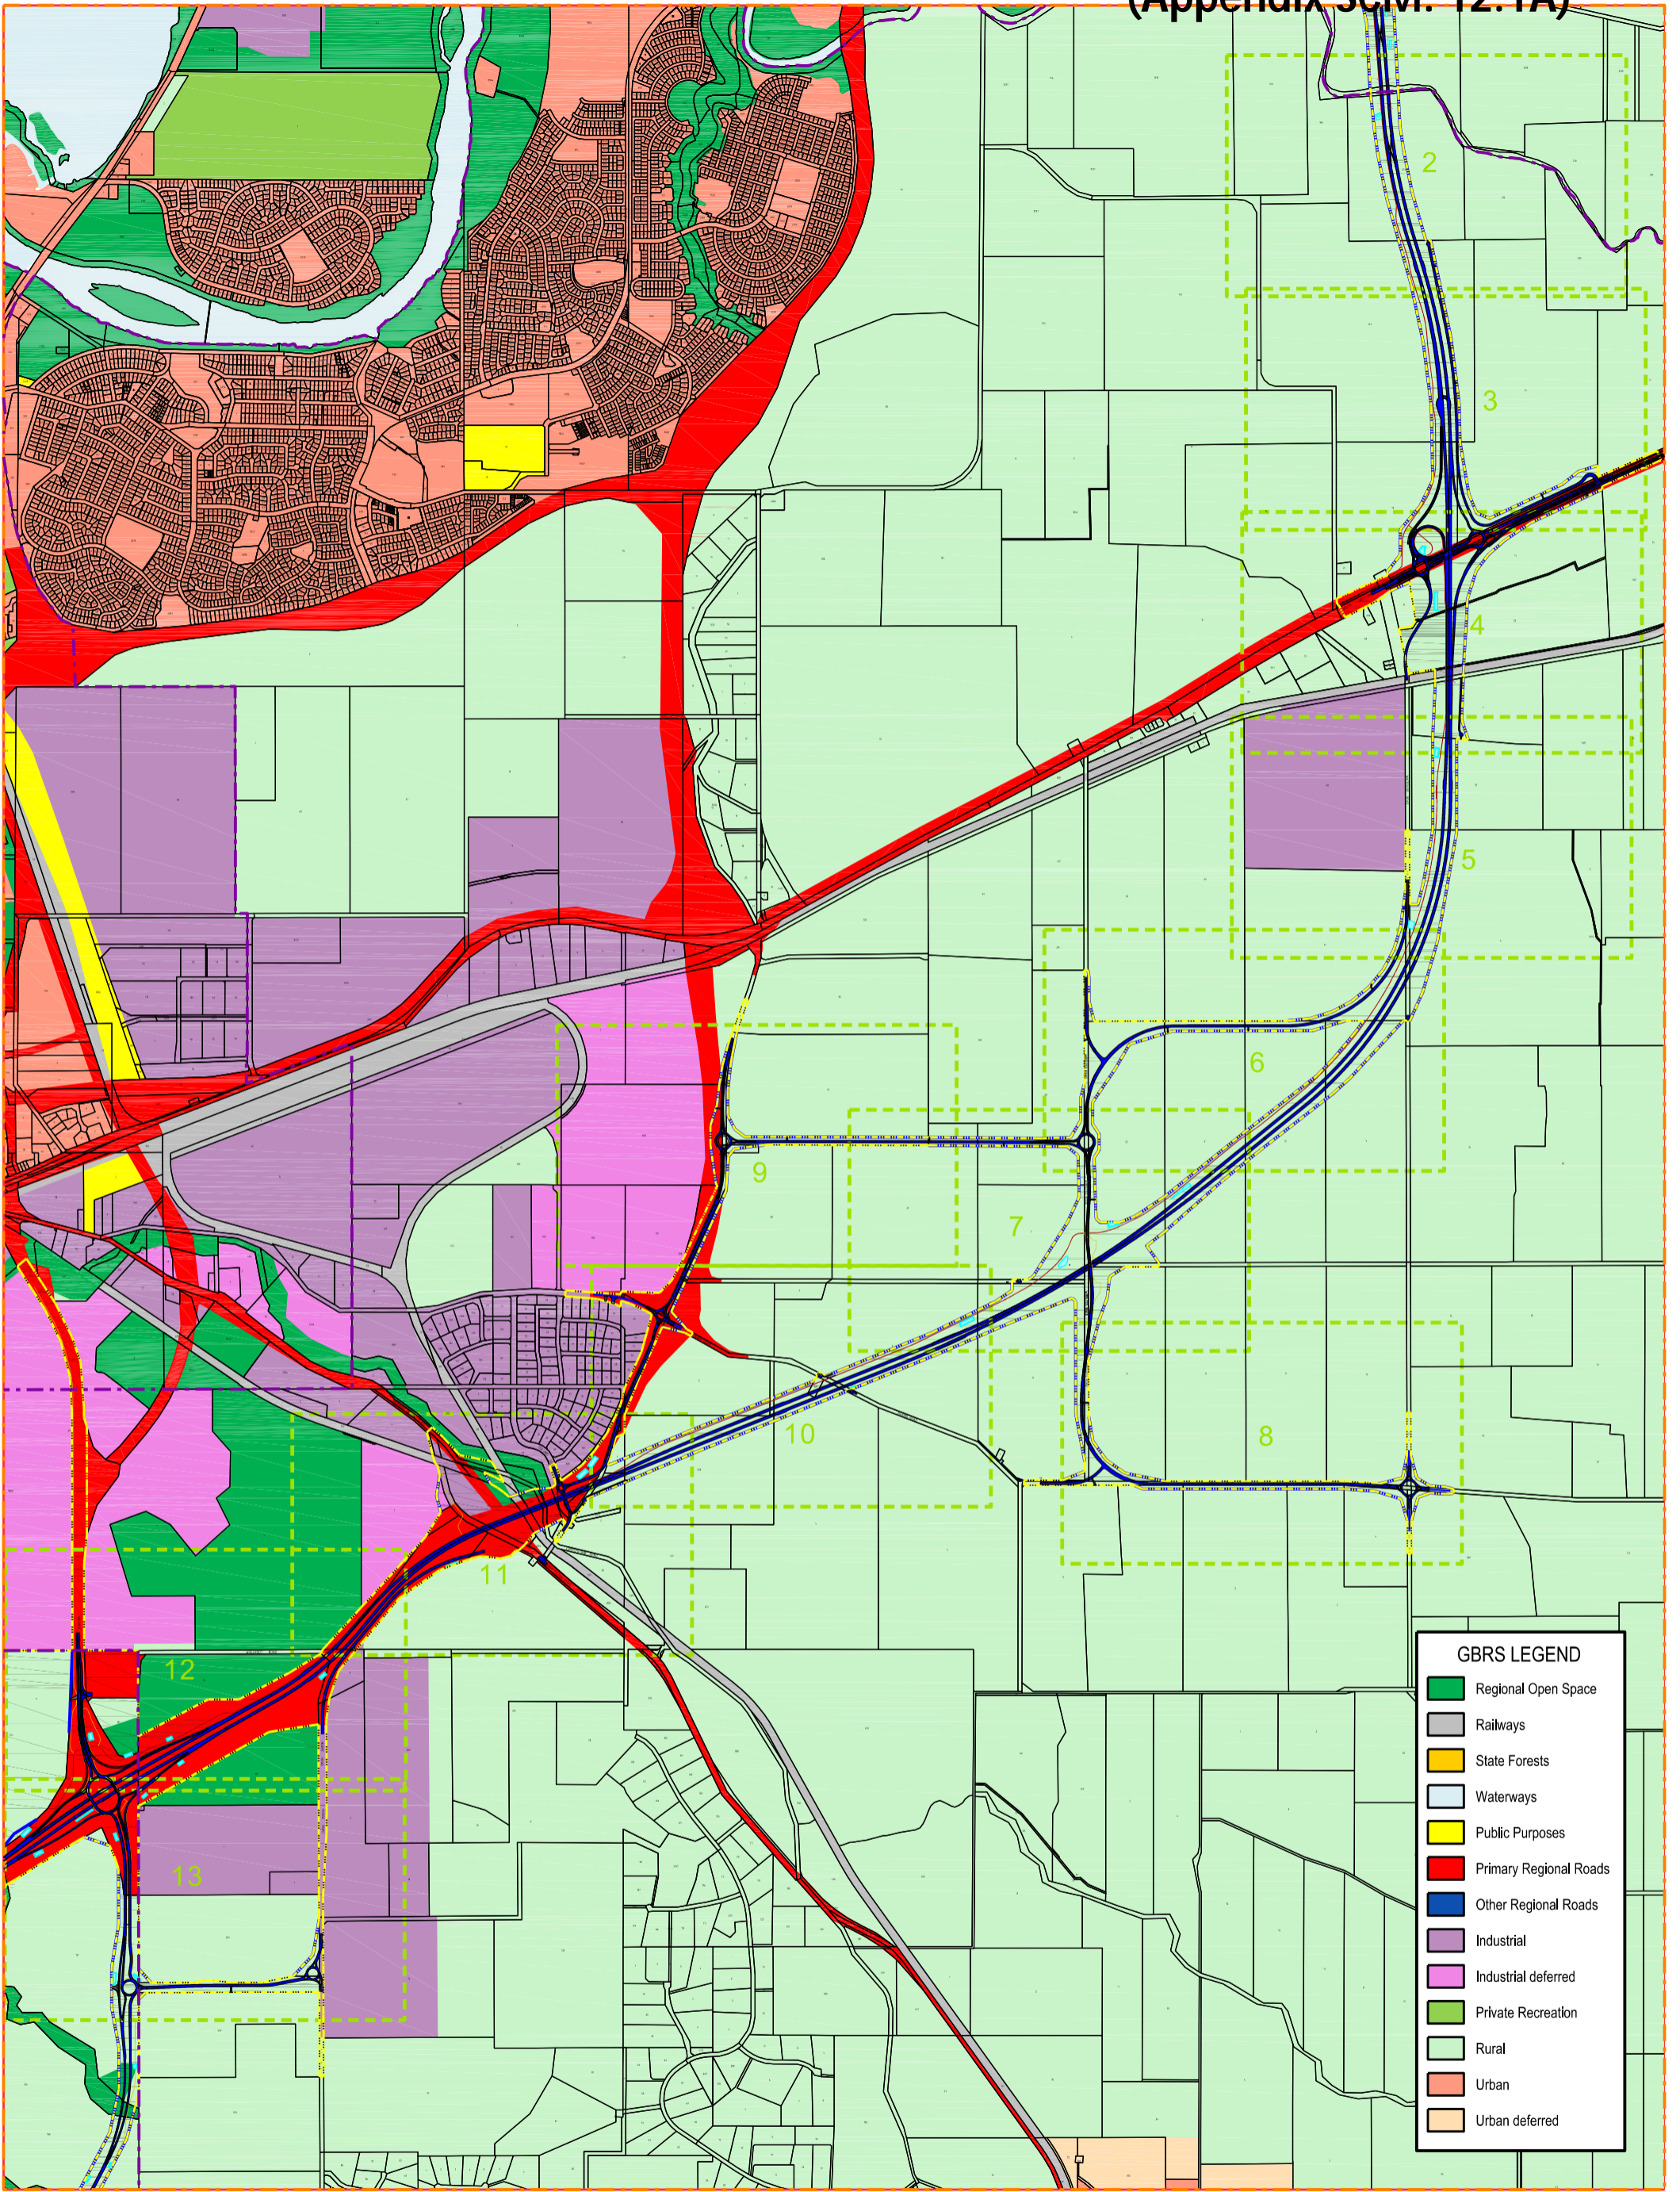 (Appendix SCM: 12.1A)
2
3
4
5
6
9
7
10
8
11
12
13
GBRS LEGEND
Regional Open Space
Railways
State Forests
Waterways
Public Purposes
Primary Regional Roads
Other Regional Roads
Industrial
Industrial deferred
Private Recreation
Rural
Urban
Urban deferred